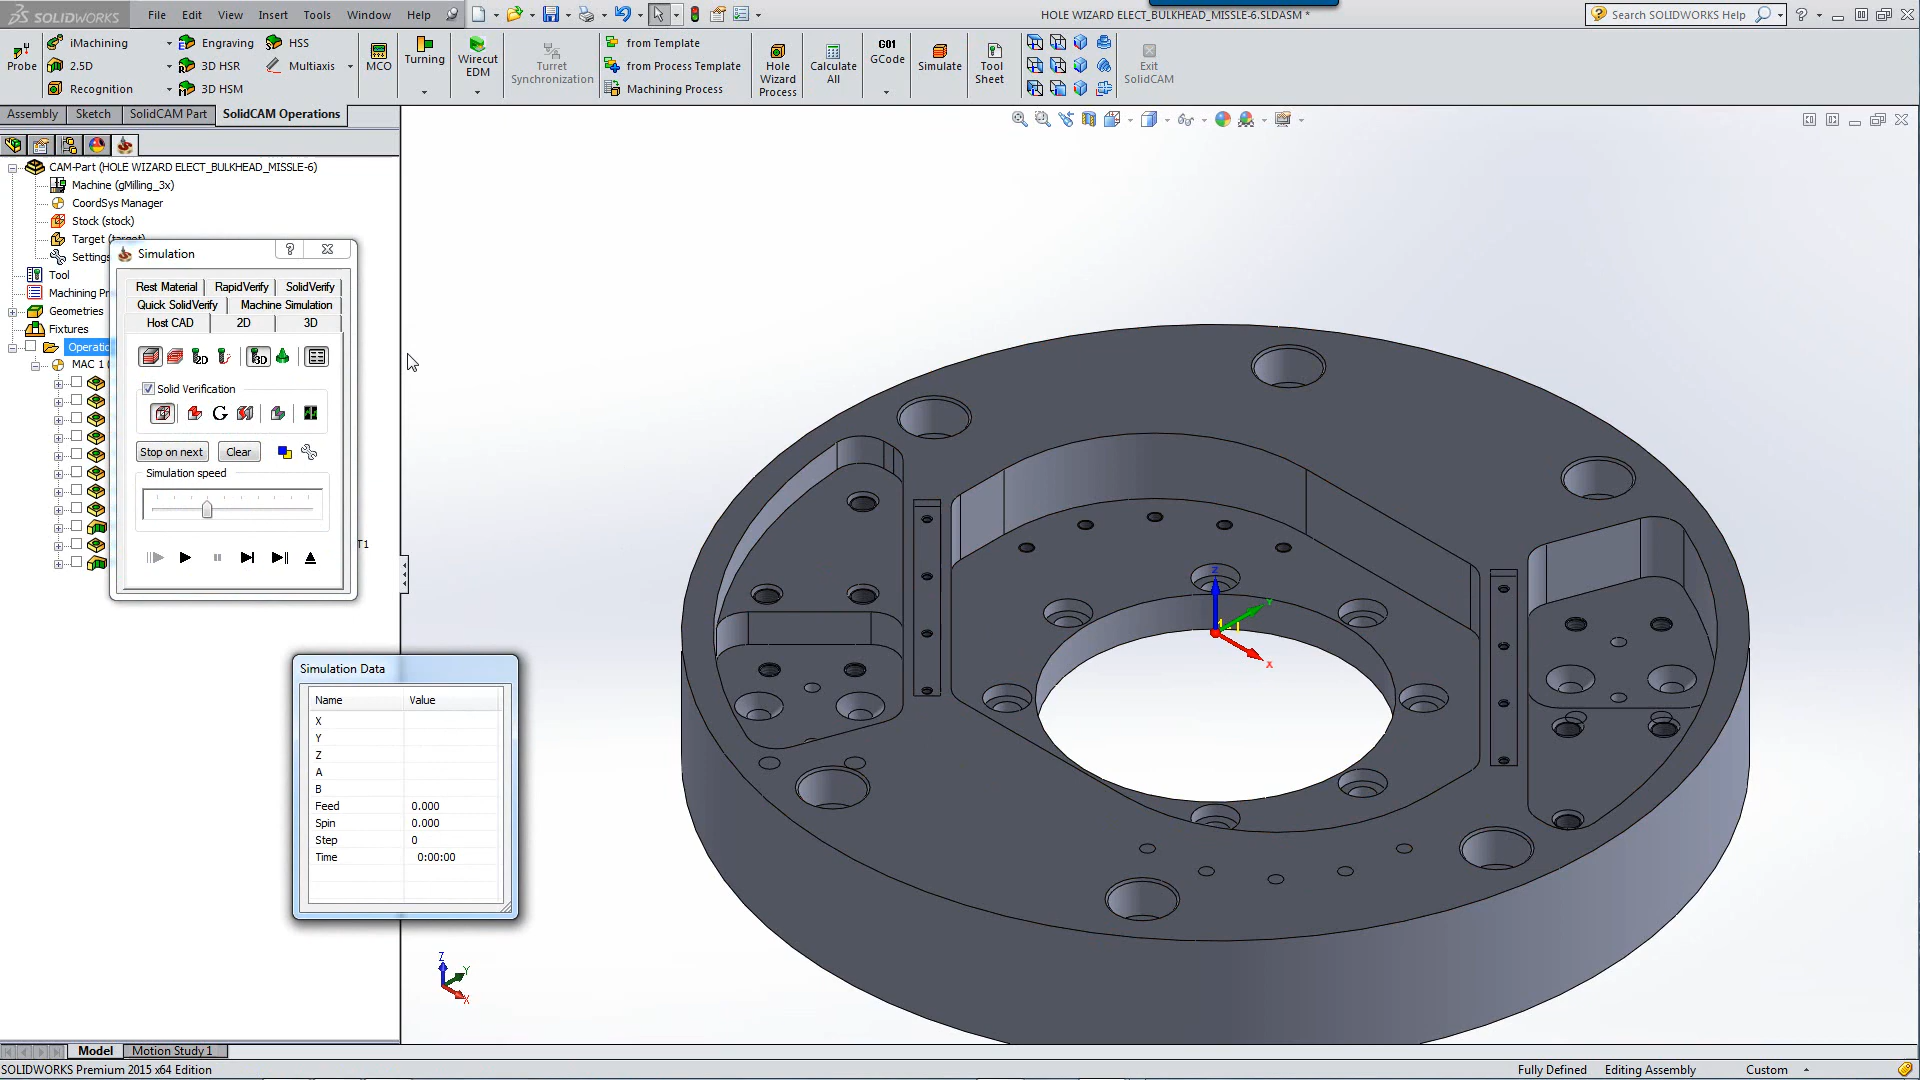 SOLIDWORKS File Edit View Insert Tools Window Help
HOLE WIZARD ELECT_BULKHEAD_MISSLE-6.SLDASM *
Search SOLIDWORKS Help
Probe
iMachining
2.5D
Recognition
Engraving
3D HSR
3D HSM
HSS
Multiaxis
MCO
Turning
Wirecut
EDM
Turret
Synchronization
from Template
from Process Template
Machining Process
Hole
Wizard
Process
Calculate
All
G01
GCode
Simulate
Tool
Sheet
Exit
SolidCAM
Assembly Sketch SolidCAM Part SolidCAM Operations
CAM-Part (HOLE WIZARD ELECT_BULKHEAD_MISSLE-6)
Machine (gMilling_3x)
CoordSys Manager
Stock (stock)
Target (target)
Settings
Tool
Machining Pr
Geometries
Fixtures
Operatio
MAC 1 (
T1
Simulation
Rest Material RapidVerify SolidVerify
Quick SolidVerify Machine Simulation
Host CAD 2D 3D
2D 3D
Solid Verification
G
Stop on next Clear
Simulation speed
Simulation Data
Name Value
X
Y
Z
A
B
Feed 0.000
Spin 0.000
Step 0
Time 0:00:00
Z
Y
X
Z
Y
X
Model Motion Study 1
SOLIDWORKS Premium 2015 x64 Edition
Fully Defined Editing Assembly Custom